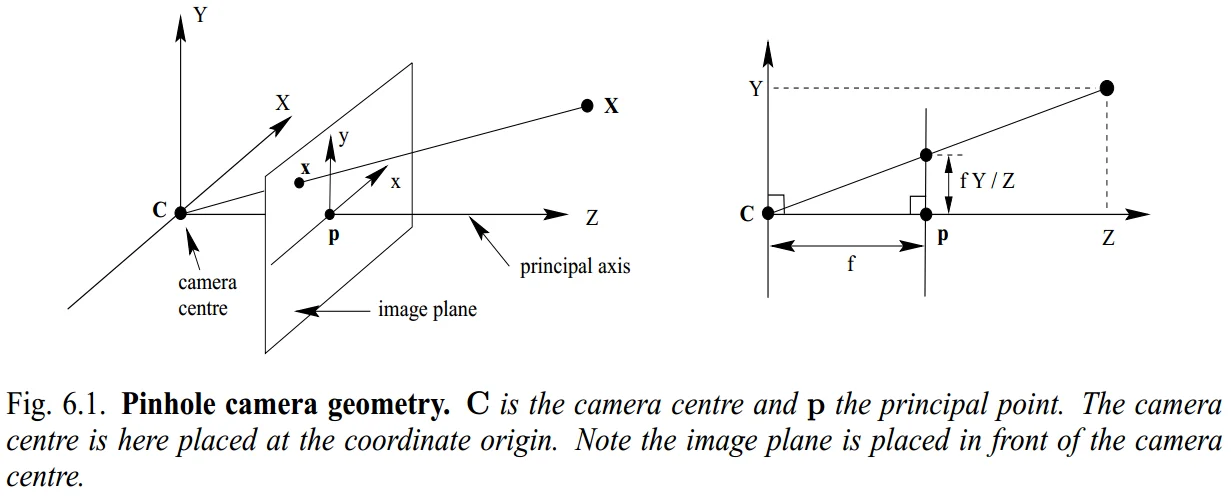 Y
X
X
y
x
x
C
Z
p
principal axis
camera
centre
image plane
Y
f Y / Z
C
p
Z
f
Fig. 6.1. Pinhole camera geometry. C is the camera centre and p the principal point. The camera
centre is here placed at the coordinate origin. Note the image plane is placed in front of the camera
centre.